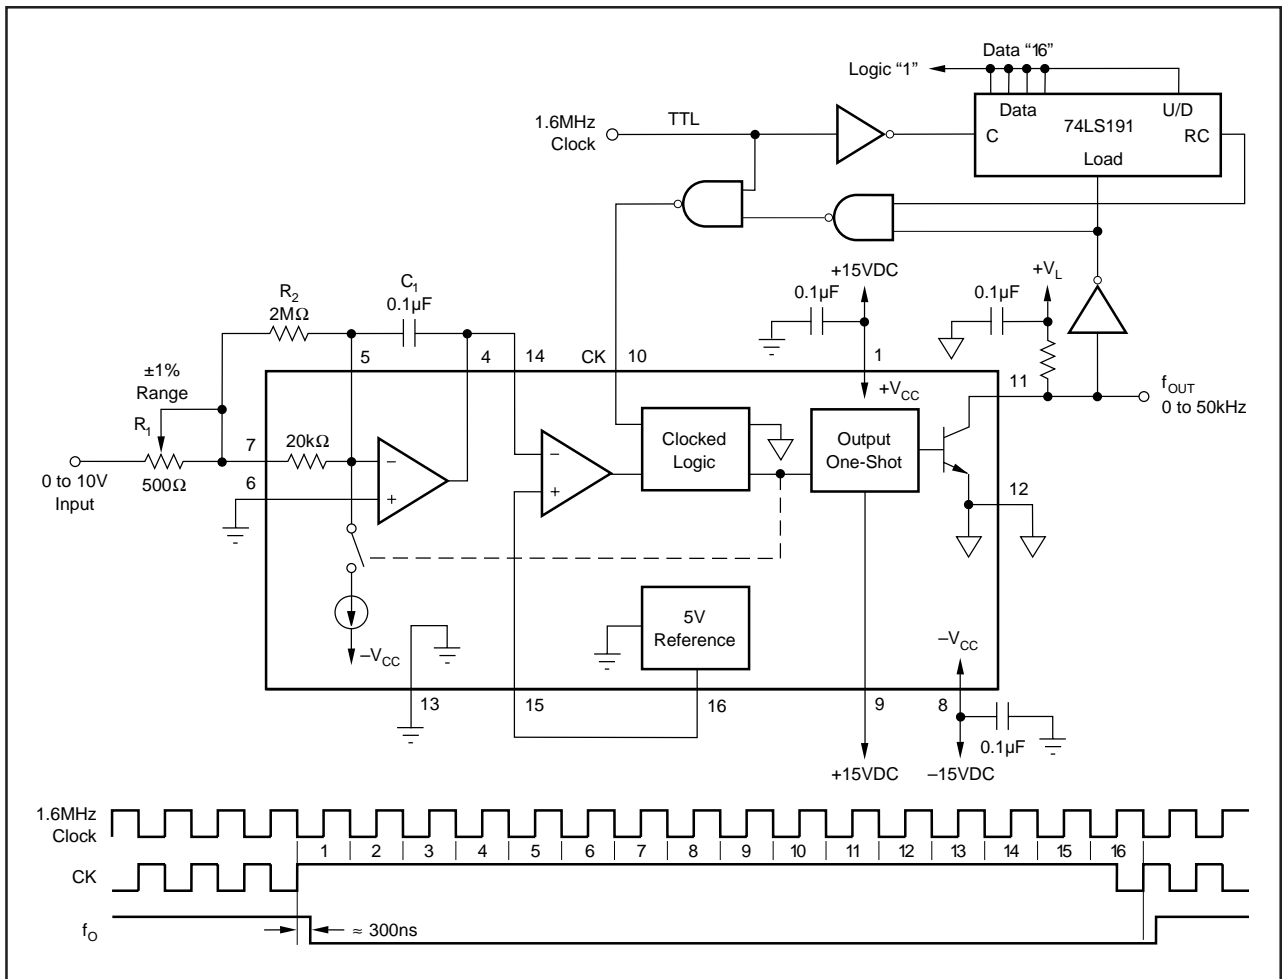 Data “16”
Logic “1”
Data
U/D
1.6MHz
Clock
TTL
74LS191
C
RC
Load
+15VDC
+V_L
R_2
2MΩ
C_1
0.1µF
0.1µF
0.1µF
±1%
Range
5
4
14
CK
10
1
11
f_OUT
0 to 50kHz
+V_CC
R_1
7
20kΩ
–
+
–
+
Clocked
Logic
Output
One-Shot
0 to 10V
Input
500Ω
6
12
5V
Reference
–V_CC
–V_CC
13
15
16
9
8
0.1µF
+15VDC
–15VDC
1.6MHz
Clock
1 2 3 4 5 6 7 8 9 10 11 12 13 14 15 16
CK
f_O
≈ 300ns